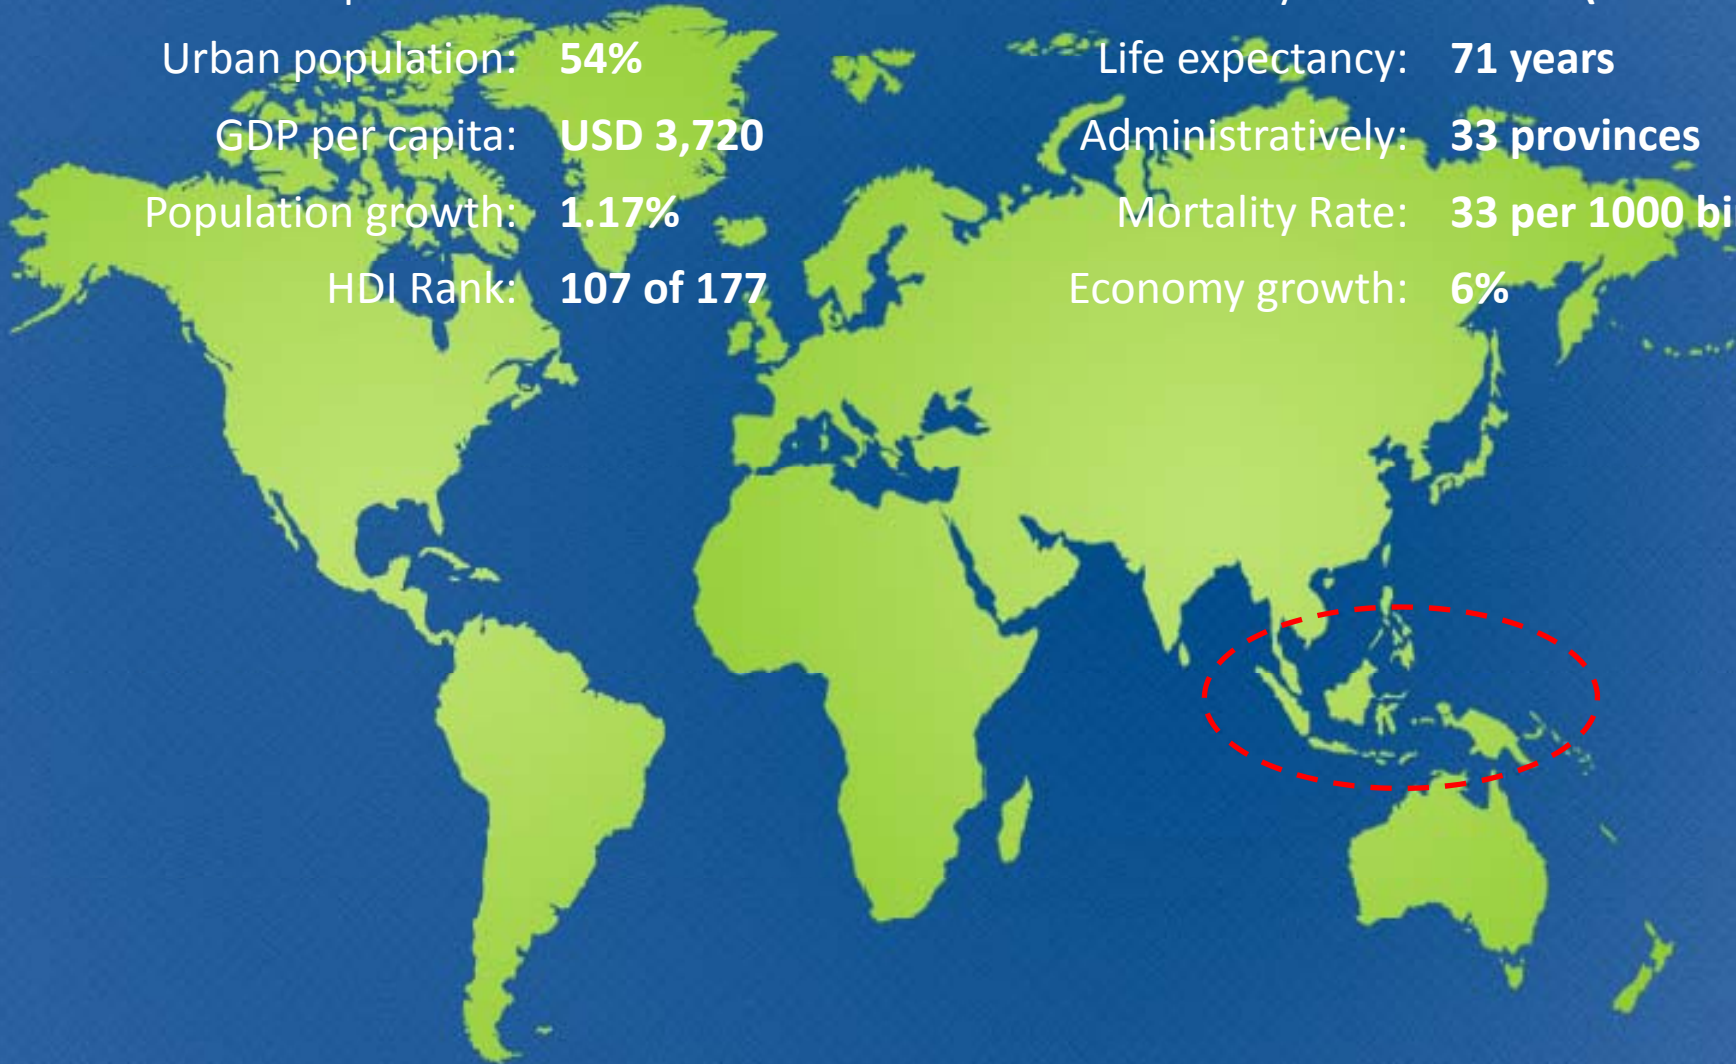 Urban population: 54%
GDP per capita: USD 3,720
Population growth: 1.17%
HDI Rank: 107 of 177
Life expectancy: 71 years
Administratively: 33 provinces
Mortality Rate: 33 per 1000 bi
Economy growth: 6%